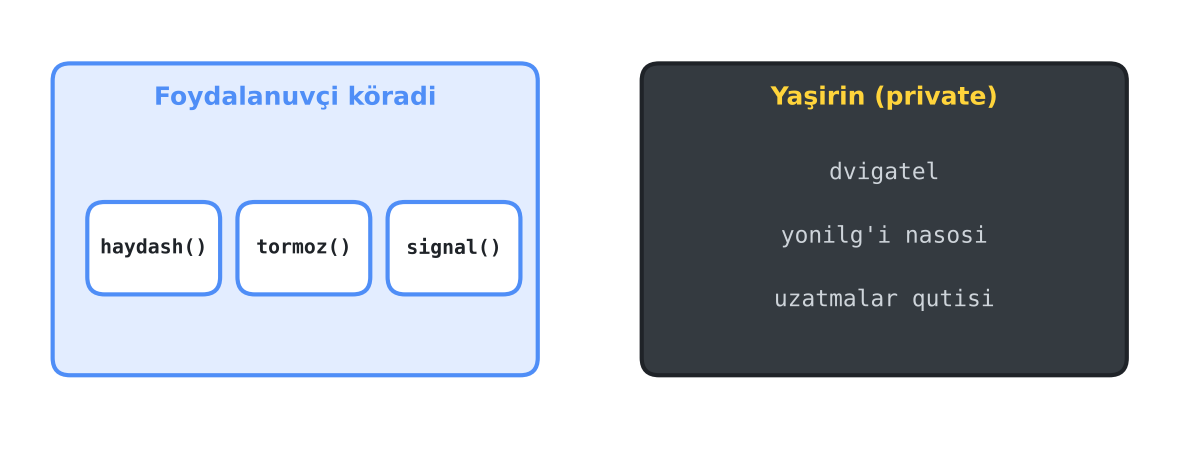 Foydalanuvçi köradi
haydash()
tormoz()
signal()
Yaşirin (private)
dvigatel
yonilg'i nasosi
uzatmalar qutisi